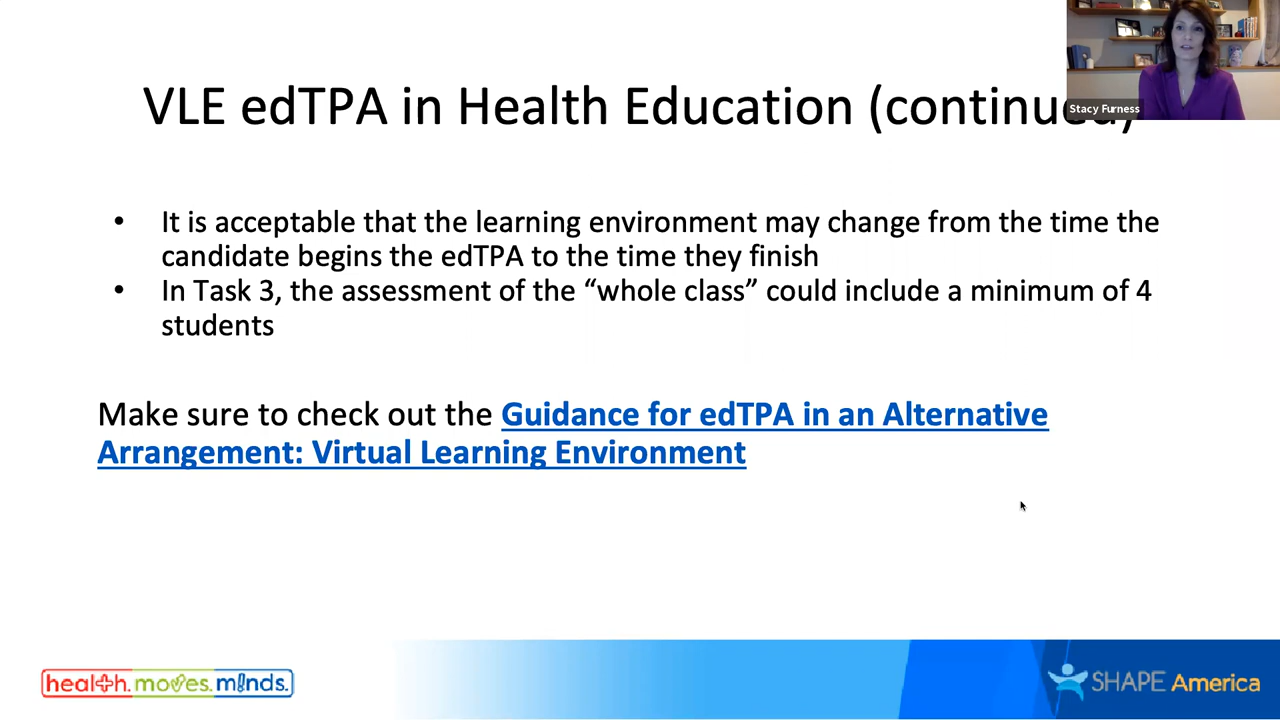 VLE edTPA in Health Education (continued)
Stacy Furness
• It is acceptable that the learning environment may change from the time the
candidate begins the edTPA to the time they finish
• In Task 3, the assessment of the “whole class” could include a minimum of 4
students
Make sure to check out the Guidance for edTPA in an Alternative
Arrangement: Virtual Learning Environment
health. moves. minds.
SHAPE America